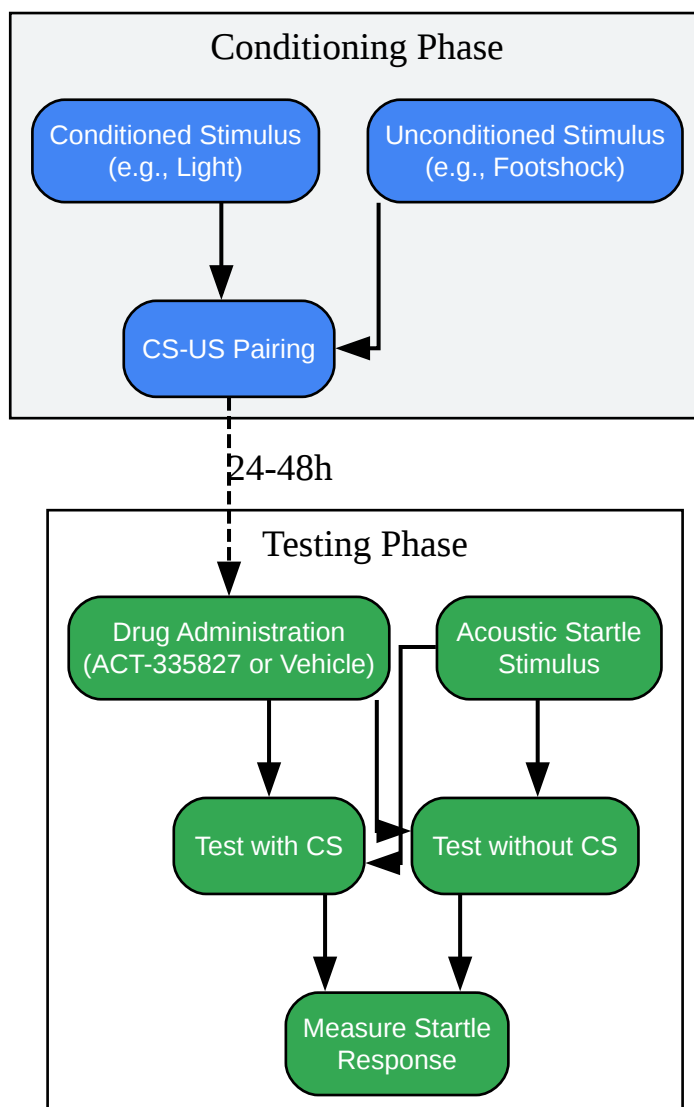 Conditioning Phase
Conditioned Stimulus
(e.g., Light)
Unconditioned Stimulus
(e.g., Footshock)
CS-US Pairing
24-48h
Testing Phase
Drug Administration
(ACT-335827 or Vehicle)
Acoustic Startle
Stimulus
Test with CS
Test without CS
Measure Startle
Response